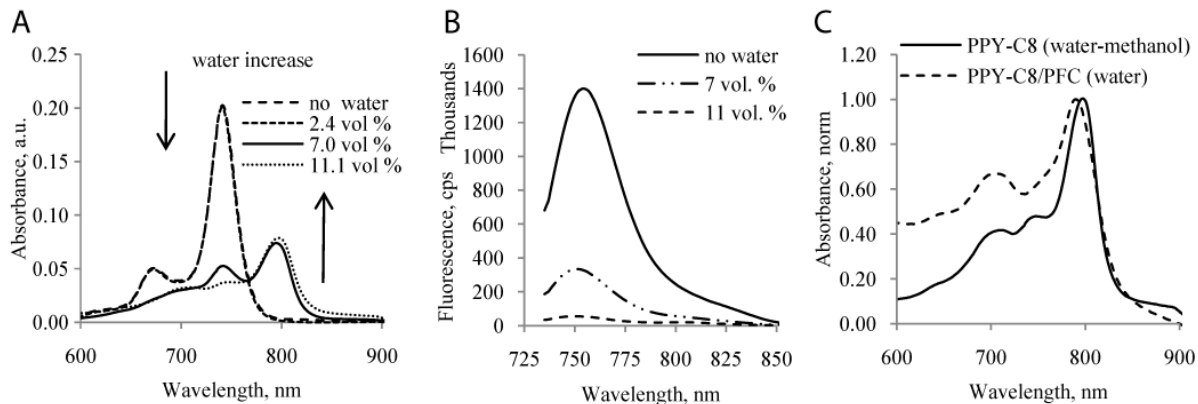 A
Absorbance, a.u.
0.25
0.20
0.15
0.10
0.05
0.00
600
700
800
900
Wavelength, nm
water increase
no water
2.4 vol %
7.0 vol %
11.1 vol %
B
Fluorescence, cps Thousands
1600
1400
1200
1000
800
600
400
200
0
725
750
775
800
825
850
Wavelength, nm
no water
7 vol. %
11 vol. %
C
Absorbance, norm
1.20
1.00
0.80
0.60
0.40
0.20
0.00
600
700
800
900
Wavelength, nm
PPY-C8 (water-methanol)
PPY-C8/PFC (water)